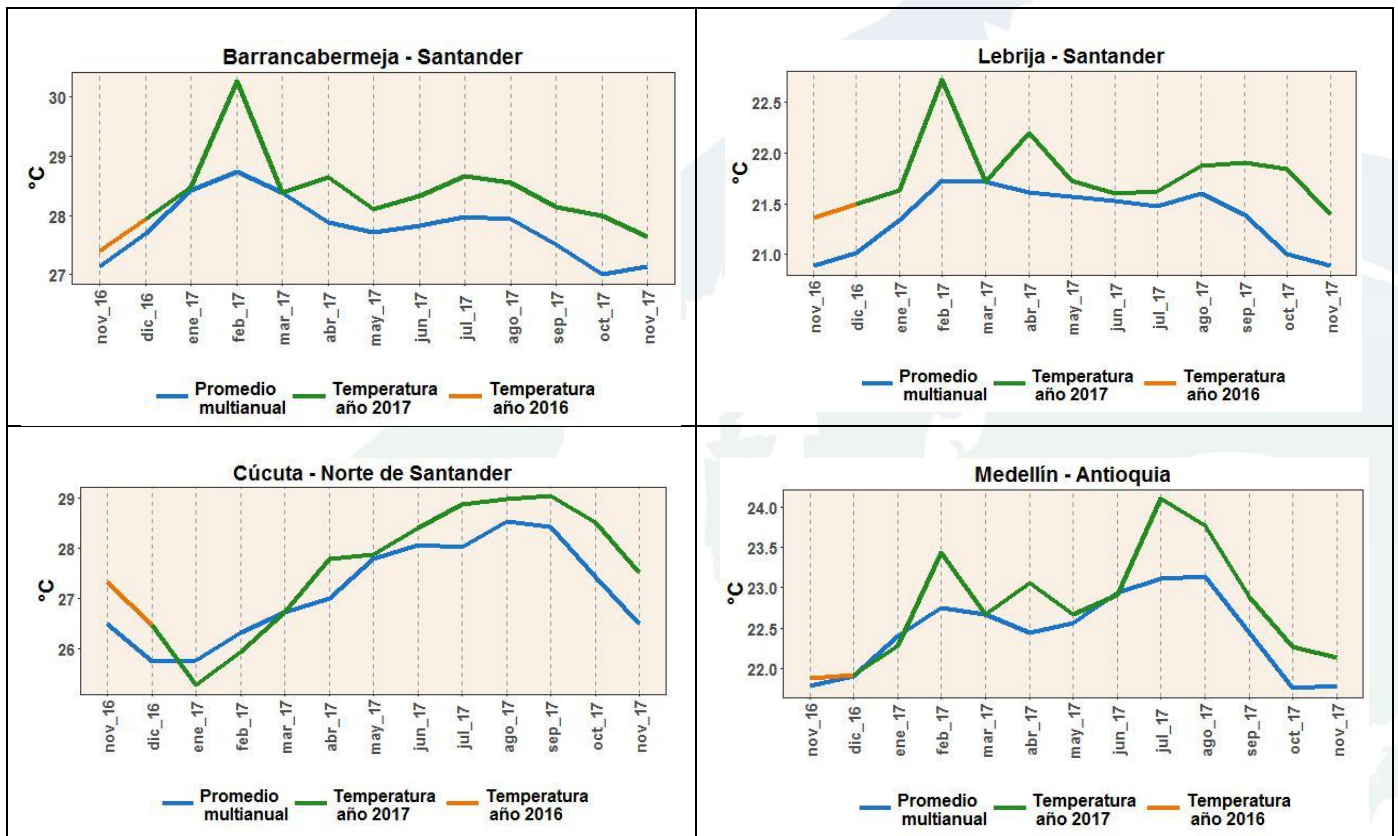 Barrancabermeja - Santander
°C
30
29
28
27
nov_16
dic_16
ene_17
feb_17
mar_17
abr_17
may_17
jun_17
jul_17
ago_17
sep_17
oct_17
nov_17
Promedio
multianual
Temperatura
año 2017
Temperatura
año 2016
Lebrija - Santander
°C
22.5
22.0
21.5
21.0
nov_16
dic_16
ene_17
feb_17
mar_17
abr_17
may_17
jun_17
jul_17
ago_17
sep_17
oct_17
nov_17
Promedio
multianual
Temperatura
año 2017
Temperatura
año 2016
Cúcuta - Norte de Santander
°C
29
28
27
26
nov_16
dic_16
ene_17
feb_17
mar_17
abr_17
may_17
jun_17
jul_17
ago_17
sep_17
oct_17
nov_17
Promedio
multianual
Temperatura
año 2017
Temperatura
año 2016
Medellín - Antioquia
°C
24.0
23.5
23.0
22.5
22.0
nov_16
dic_16
ene_17
feb_17
mar_17
abr_17
may_17
jun_17
jul_17
ago_17
sep_17
oct_17
nov_17
Promedio
multianual
Temperatura
año 2017
Temperatura
año 2016